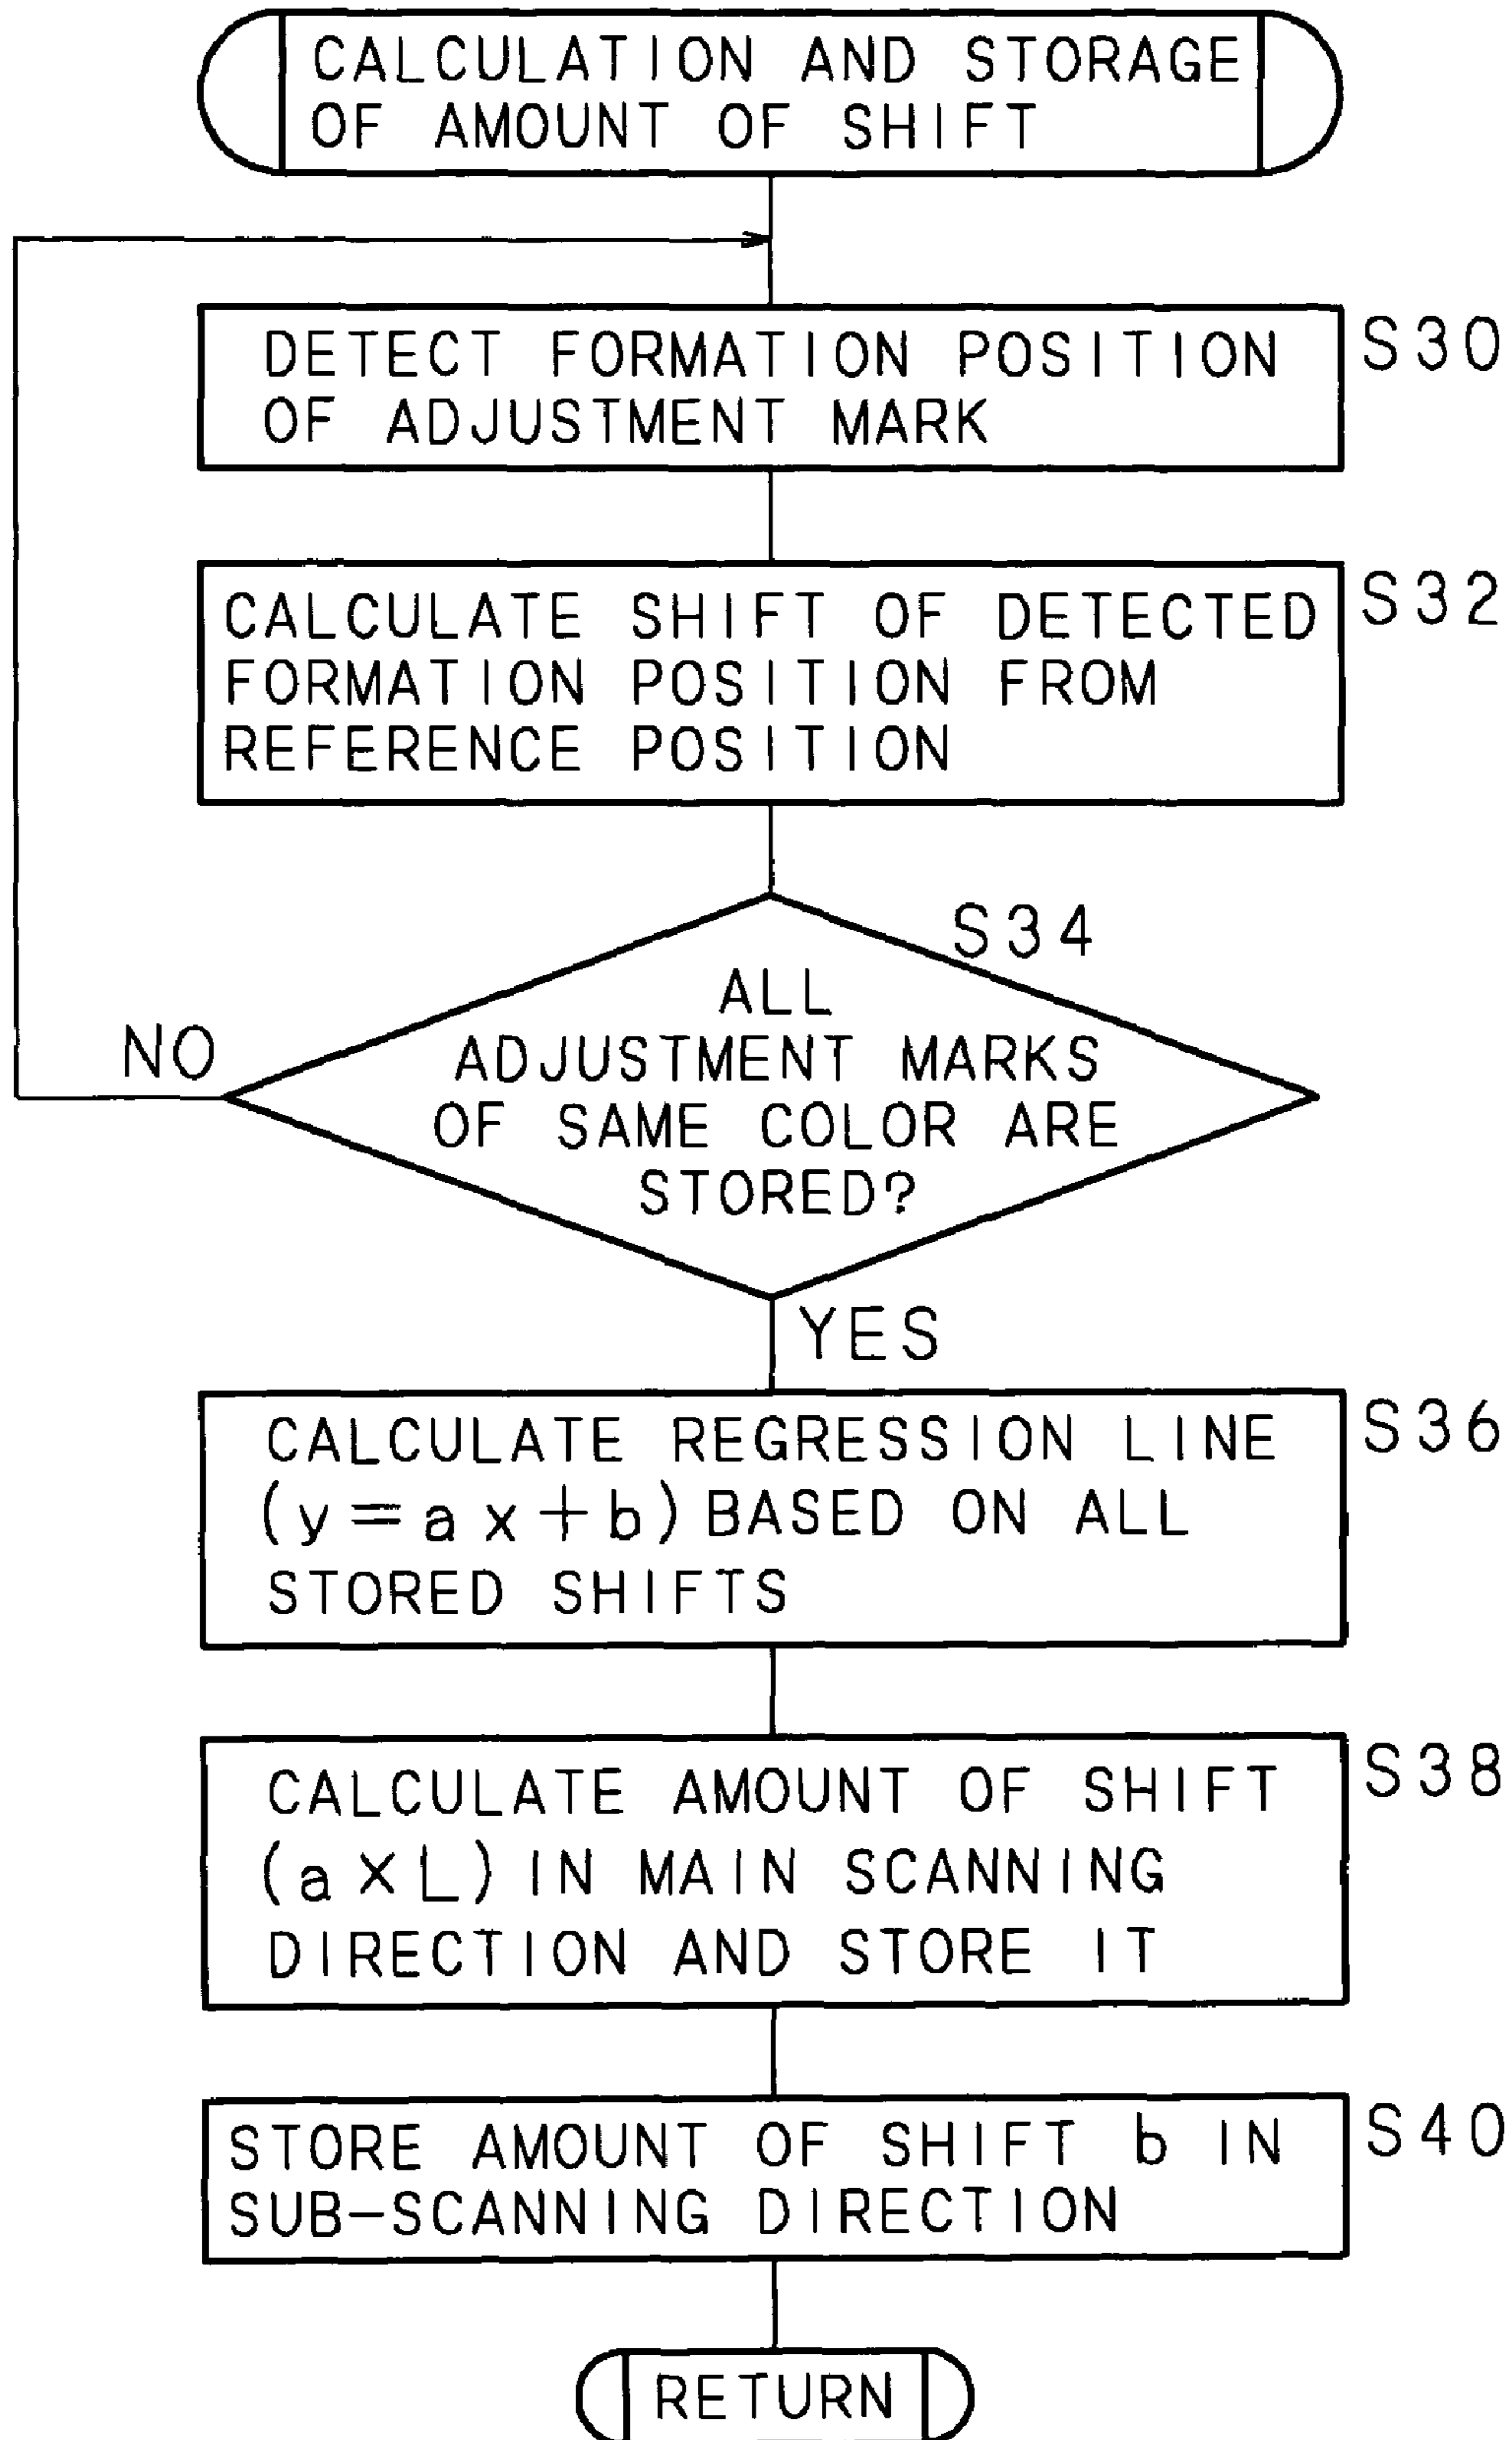 CALCULATION AND STORAGE
OF AMOUNT OF SHIFT
DETECT FORMATION POSITION
OF ADJUSTMENT MARK
S30
CALCULATE SHIFT OF DETECTED
FORMATION POSITION FROM
REFERENCE POSITION
S32
S34
ALL
ADJUSTMENT MARKS
OF SAME COLOR ARE
STORED?
NO
YES
CALCULATE REGRESSION LINE
(y=ax+b) BASED ON ALL
STORED SHIFTS
S36
CALCULATE AMOUNT OF SHIFT
(a×L) IN MAIN SCANNING
DIRECTION AND STORE IT
S38
STORE AMOUNT OF SHIFT b IN
SUB-SCANNING DIRECTION
S40
RETURN